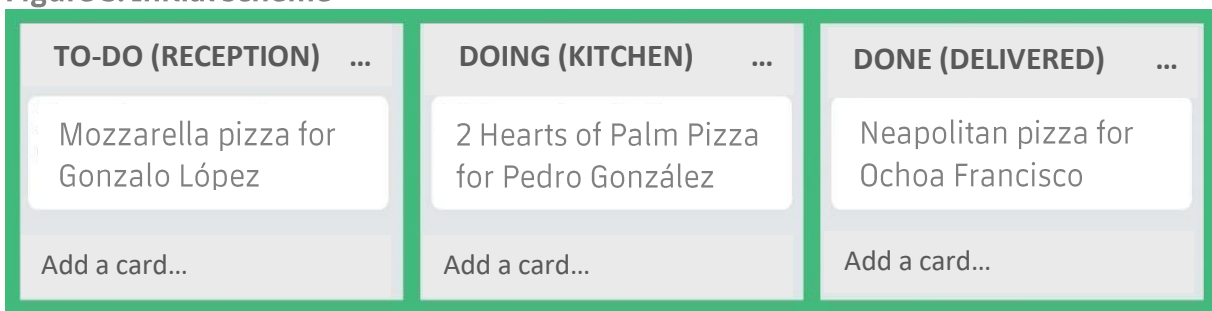 TO-DO (RECEPTION) ...
Mozzarella pizza for
Gonzalo López
Add a card...
DOING (KITCHEN) ...
2 Hearts of Palm Pizza
for Pedro González
Add a card...
DONE (DELIVERED) ...
Neapolitan pizza for
Ochoa Francisco
Add a card...